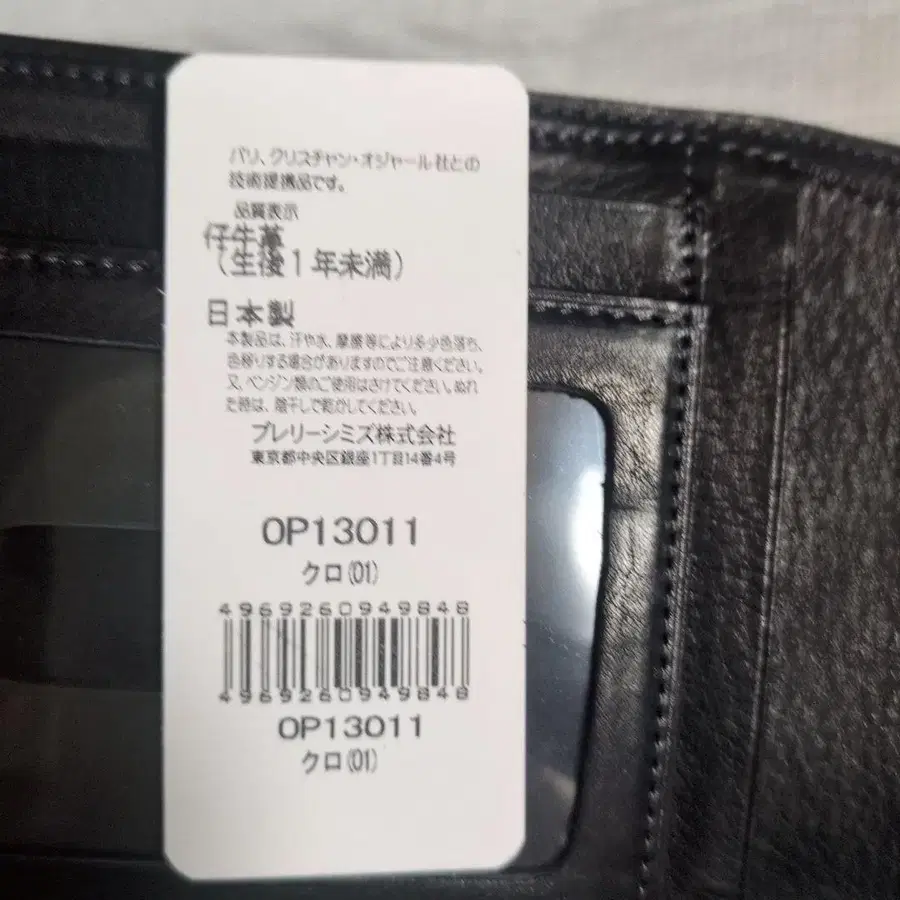 パリ、クリスチャン・オジャール社との
技術提携品です。
品質表示
仔牛革
（生後１年未満）
日本製
本製品は、汗や水、摩擦等により多少色落ち、
色移りする場合がありますのでご注意ください。
又、ベンジン類のご使用はさけてください。ぬれ
た時は、陰干しで乾かしてください。
プレリーシミズ株式会社
東京都中央区銀座1丁目14番4号
OP13011
クロ(01)
4969260949848
4969260949848
OP13011
クロ(01)